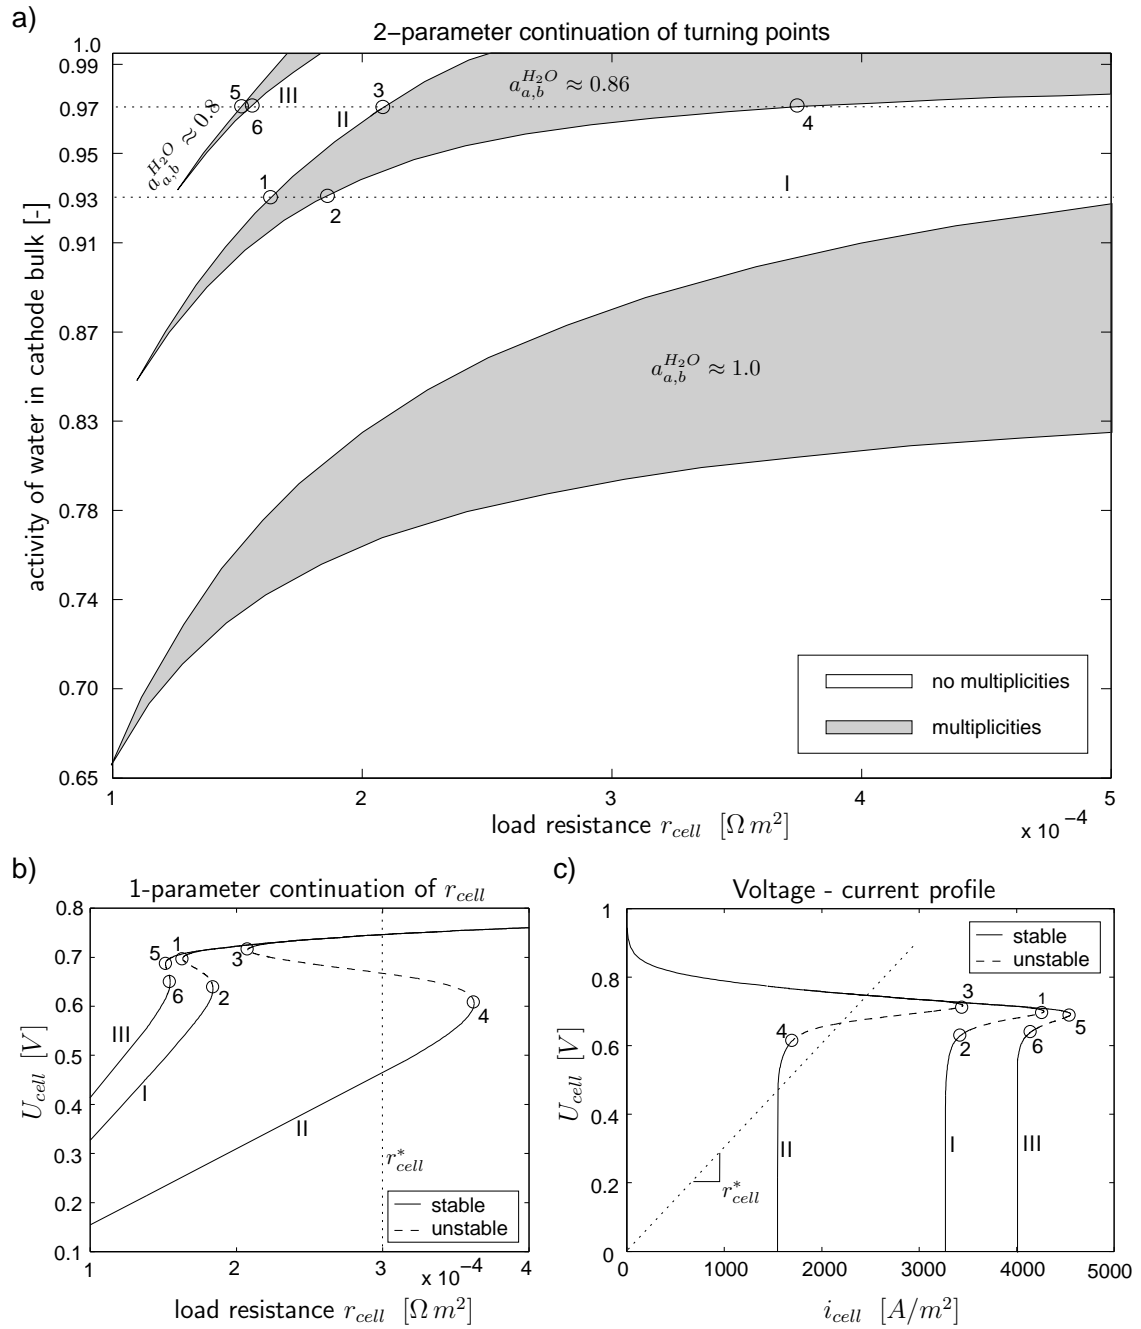 a)
2–parameter continuation of turning points
1.0
0.99
0.97
0.95
0.93
0.91
0.87
0.83
0.78
0.74
0.70
0.65
activity of water in cathode bulk [-]
5
III
6
3
II
4
1
2
I
a_{a,b}^{H_2O} ≈ 0.8
a_{a,b}^{H_2O} ≈ 0.86
a_{a,b}^{H_2O} ≈ 1.0
no multiplicities
multiplicities
1
2
3
4
5
load resistance r_{cell} [Ω m²]
x 10⁻⁴
b)
1-parameter continuation of r_{cell}
0.8
0.7
0.6
0.5
0.4
0.3
0.2
0.1
U_{cell} [V]
5
1
3
6
2
4
III
I
II
r*_{cell}
stable
unstable
1
2
3
4
x 10⁻⁴
load resistance r_{cell} [Ω m²]
c)
Voltage - current profile
1
0.8
0.6
0.4
0.2
0
U_{cell} [V]
stable
unstable
3
1
5
4
2
6
II
I
III
r*_{cell}
0
1000
2000
3000
4000
5000
i_{cell} [A/m²]